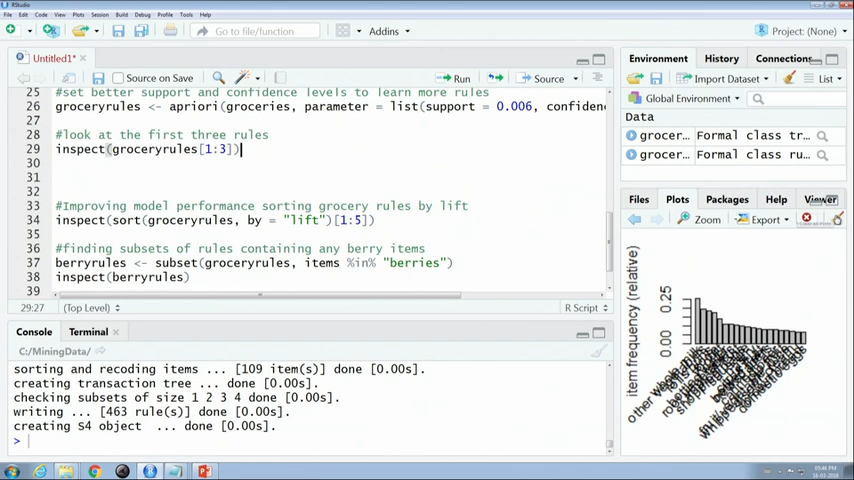 RStudio
File Edit Code View Plots Session Build Debug Profile Tools Help
Go to file/function
Addins
Project: (None)
Untitled1*
Source on Save
Run
Source
25 #set better support and confidence levels to learn more rules
26 groceryrules <- apriori(groceries, parameter = list(support = 0.006, confidenc
27
28 #look at the first three rules
29 inspect(groceryrules[1:3])
30
31
32
33 #Improving model performance sorting grocery rules by lift
34 inspect(sort(groceryrules, by = "lift")[1:5])
35
36 #finding subsets of rules containing any berry items
37 berryrules <- subset(groceryrules, items %in% "berries")
38 inspect(berryrules)
39
29:27 (Top Level) R Script
Console Terminal
C:/MiningData/
sorting and recoding items ... [109 item(s)] done [0.00s].
creating transaction tree ... done [0.00s].
checking subsets of size 1 2 3 4 done [0.00s].
writing ... [463 rule(s)] done [0.00s].
creating S4 object ... done [0.00s].
>
Environment History Connections
Import Dataset List
Global Environment
Data
grocer... Formal class tr...
grocer... Formal class ru...
Files Plots Packages Help Viewer
Zoom Export
item frequency (relative)
0.25
0.00
other
05:46 PM